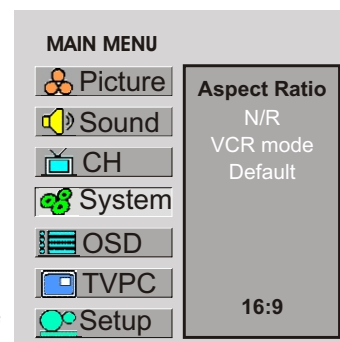 MAIN MENU
Picture
Sound
CH
System
OSD
TVPC
Setup
Aspect Ratio
N/R
VCR mode
Default
16:9